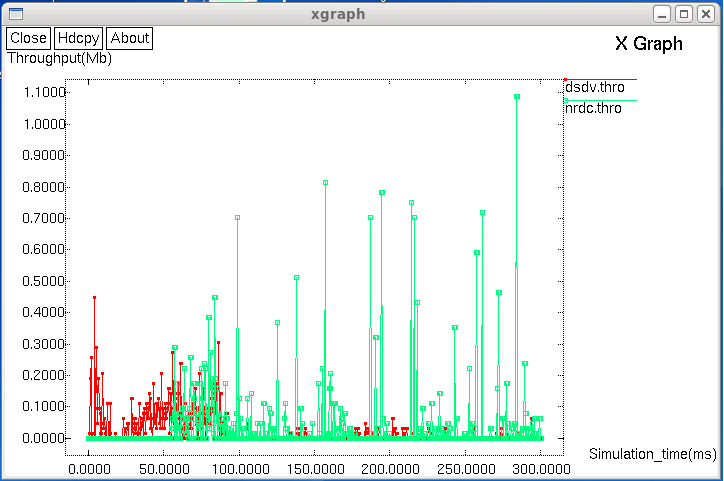 xgraph
Close Hdcpy About
X Graph
Throughput(Mb)
dsdv.thro
nrdc.thro
1.1000
1.0000
0.9000
0.8000
0.7000
0.6000
0.5000
0.4000
0.3000
0.2000
0.1000
0.0000
Simulation_time(ms)
0.0000 50.0000 100.0000 150.0000 200.0000 250.0000 300.0000